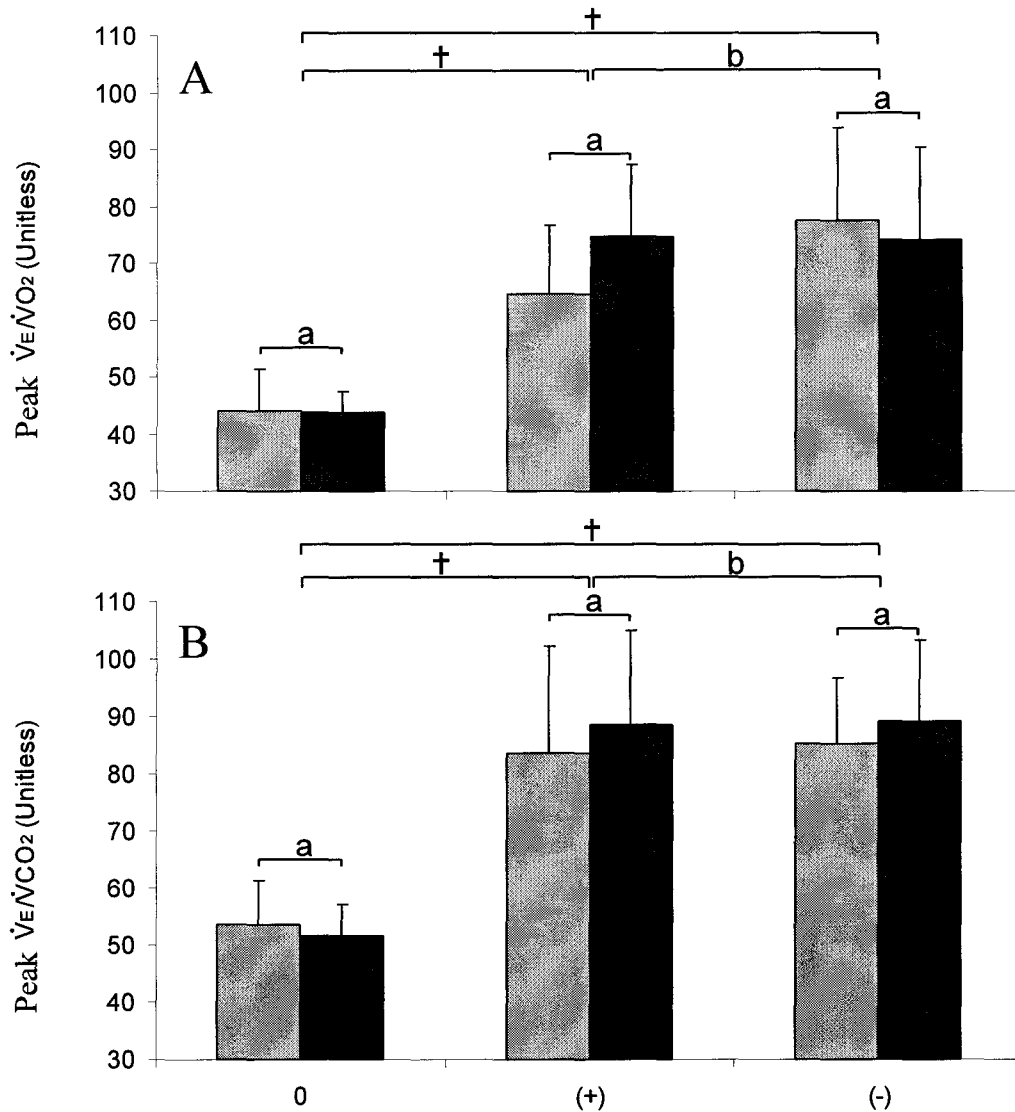 †
110
† b
A
100
a
a
90
80
70
60
a
50
40
30
Peak V̇E/V̇O2 (Unitless)
†
† b
110
a
a
B
100
90
80
70
60
a
50
40
30
Peak V̇E/V̇CO2 (Unitless)
0 (+) (-)